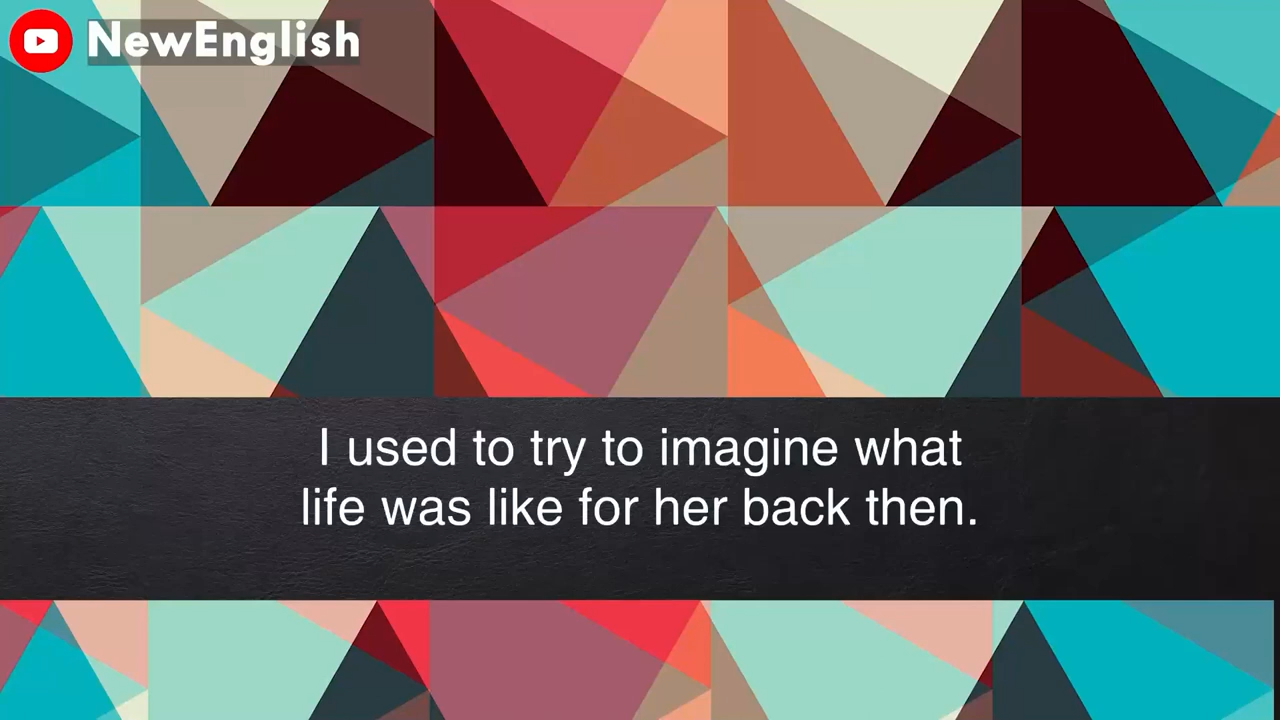 NewEnglish
I used to try to imagine what
life was like for her back then.